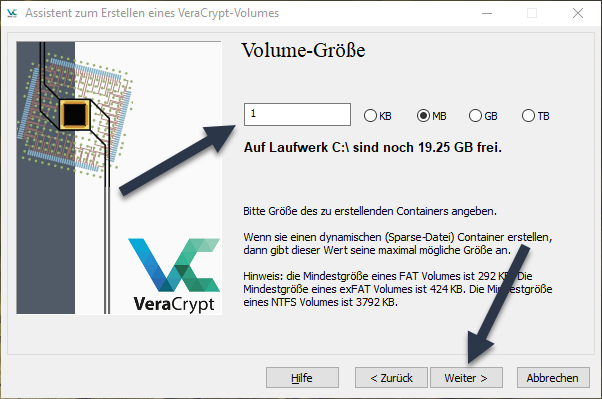 Assistent zum Erstellen eines VeraCrypt-Volumes
Volume-Größe
1
KB MB GB TB
Auf Laufwerk C:\ sind noch 19.25 GB frei.
Bitte Größe des zu erstellenden Containers angeben.
Wenn sie einen dynamischen (Sparse-Datei) Container erstellen,
dann gibt dieser Wert seine maximal mögliche Größe an.
Hinweis: die Mindestgröße eines FAT Volumes ist 292 KB. Die
Mindestgröße eines exFAT Volumes ist 424 KB. Die Mindestgröße
eines NTFS Volumes ist 3792 KB.
VeraCrypt
Hilfe < Zurück Weiter > Abbrechen